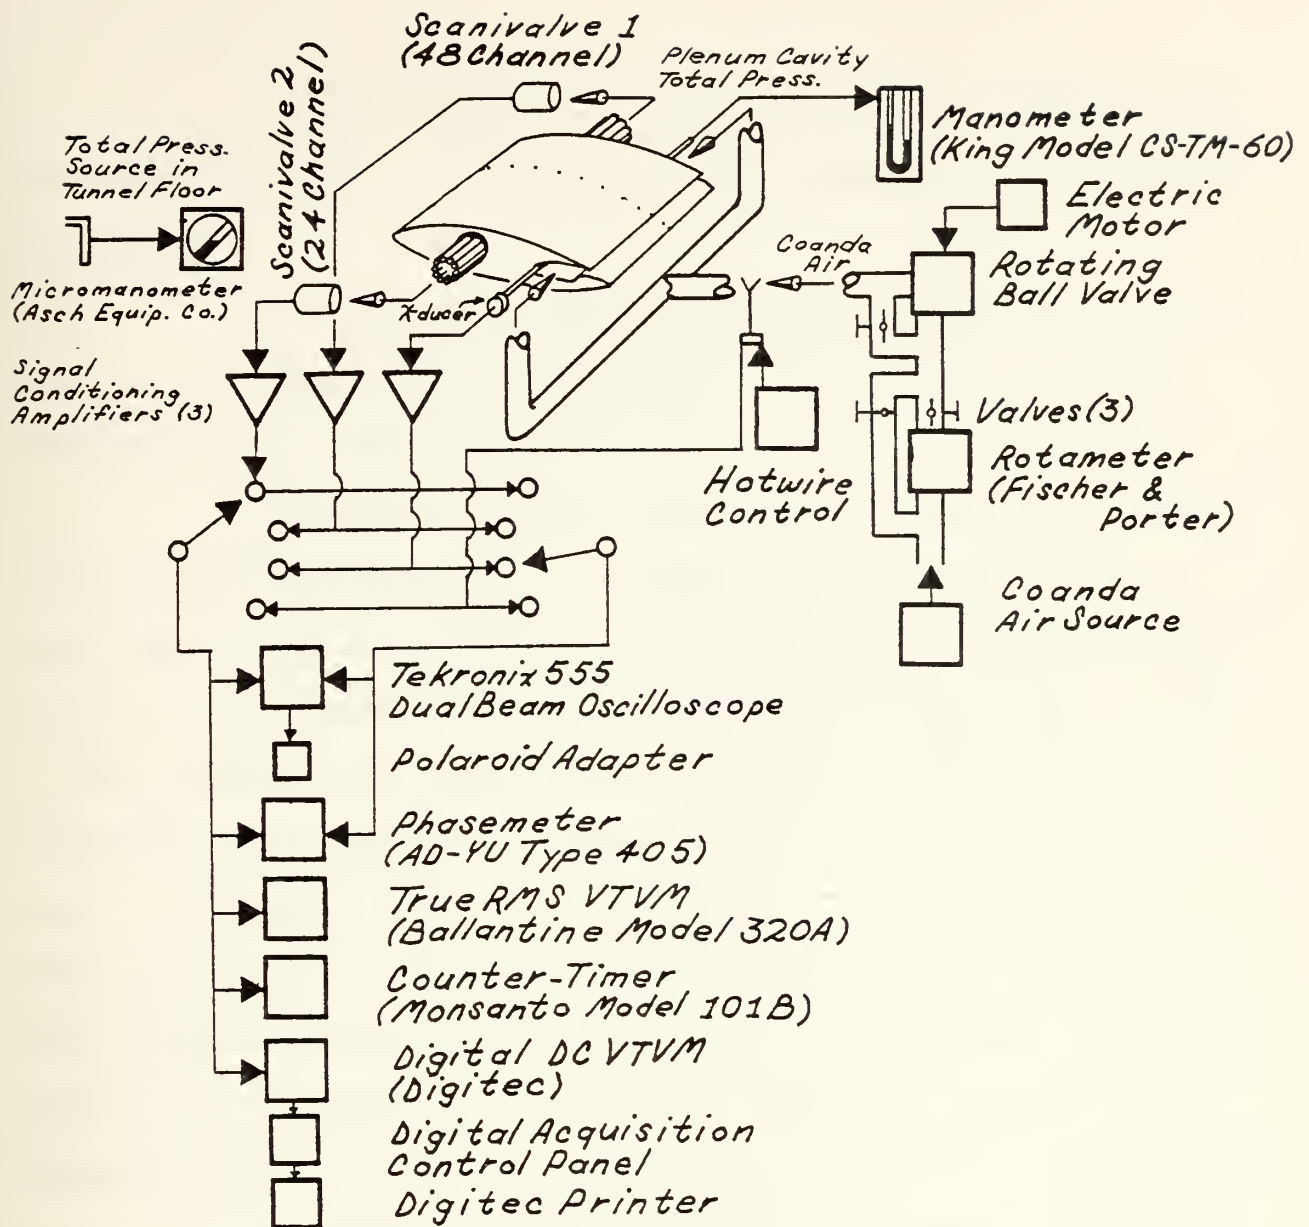 Scanivalve 1
(48 Channel)
Scanivalve 2
(24 Channel)
Plenum Cavity
Total Press.
Manometer
(King Model CS-TM-60)
Total Press.
Source in
Tunnel Floor
Electric
Motor
Coanda
Air
Rotating
Ball Valve
Micromanometer
(Asch Equip. Co.)
X-ducer
Signal
Conditioning
Amplifiers (3)
Valves (3)
Hotwire
Control
Rotameter
(Fischer &
Porter)
Coanda
Air Source
Tekronix 555
Dual Beam Oscilloscope
Polaroid Adapter
Phasemeter
(AD-YU Type 405)
True RMS VTVM
(Ballantine Model 320A)
Counter-Timer
(Monsanto Model 101B)
Digital DC VTVM
(Digitec)
Digital Acquisition
Control Panel
Digitec Printer